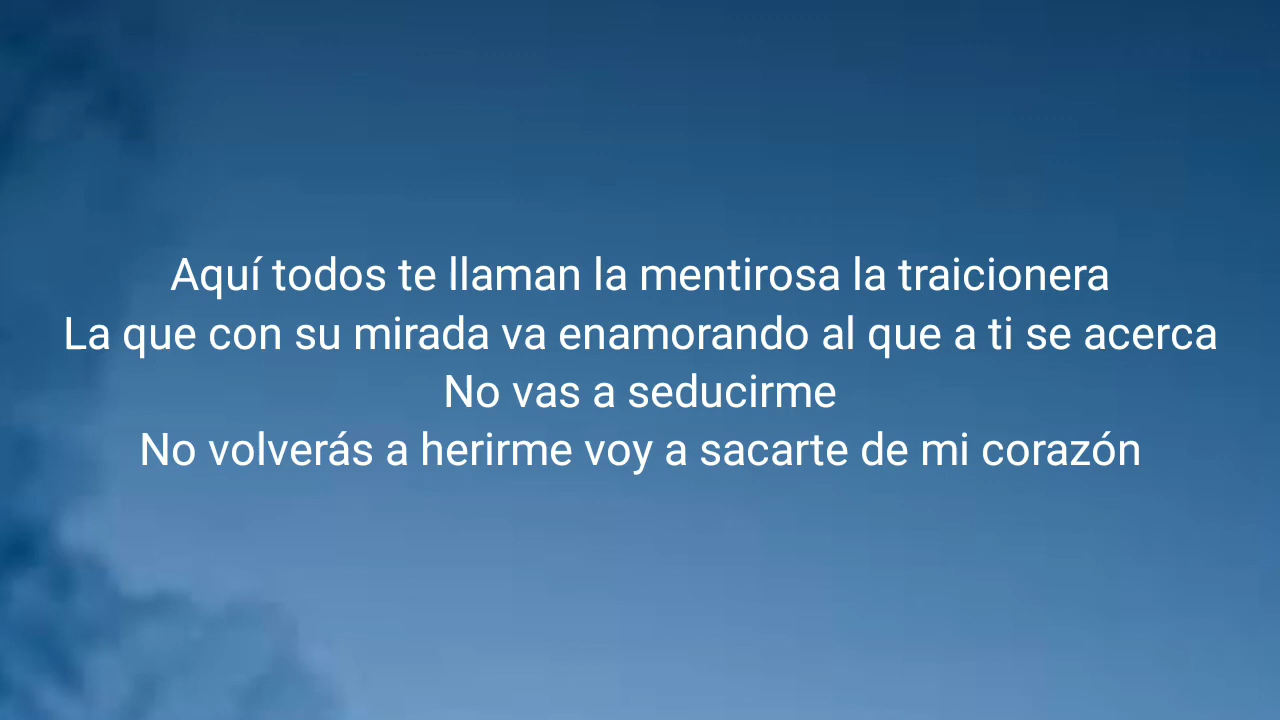 Aquí todos te llaman la mentirosa la traicionera
La que con su mirada va enamorando al que a ti se acerca
No vas a seducirme
No volverás a herirme voy a sacarte de mi corazón